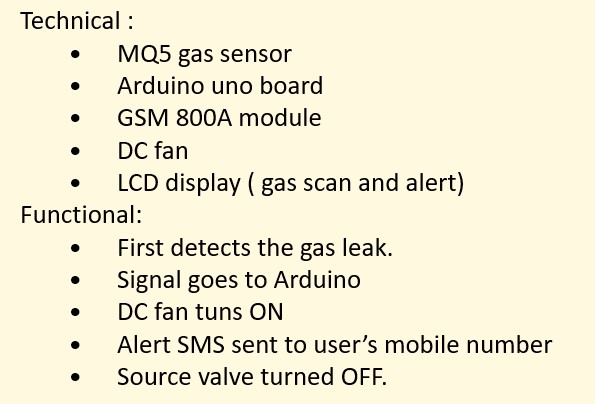 Technical :
• MQ5 gas sensor
• Arduino uno board
• GSM 800A module
• DC fan
• LCD display ( gas scan and alert)
Functional:
• First detects the gas leak.
• Signal goes to Arduino
• DC fan tuns ON
• Alert SMS sent to user’s mobile number
• Source valve turned OFF.